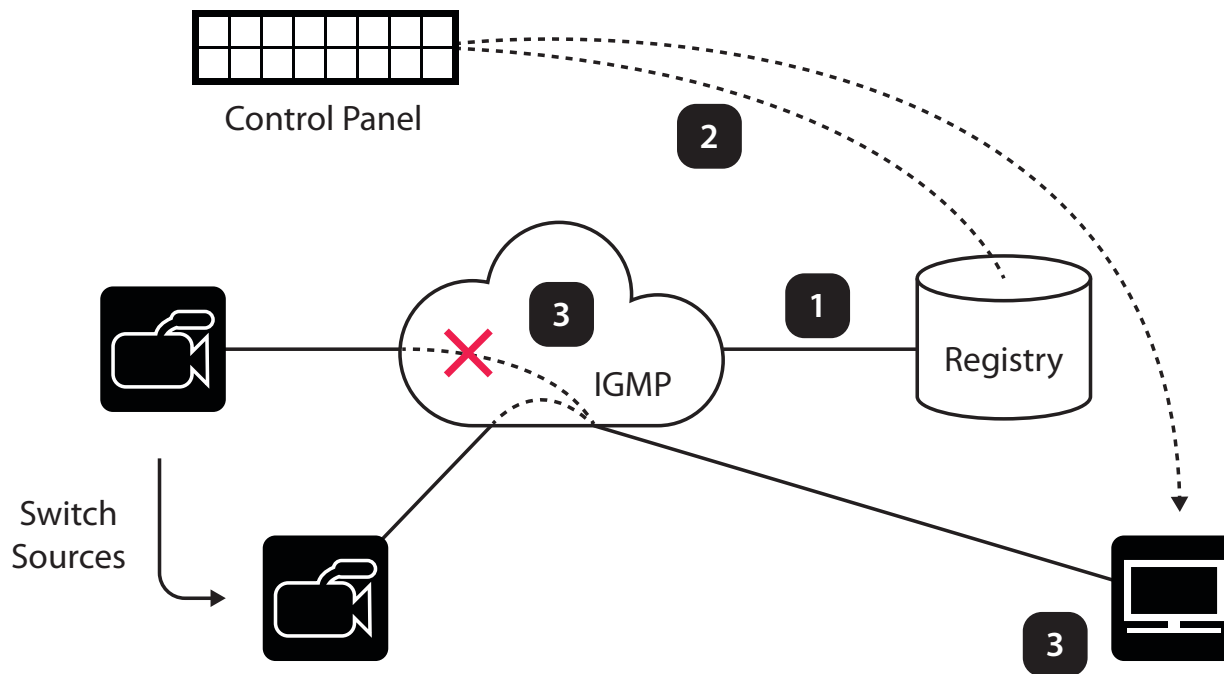 Control Panel
2
3
1
IGMP
Registry
Switch
Sources
3